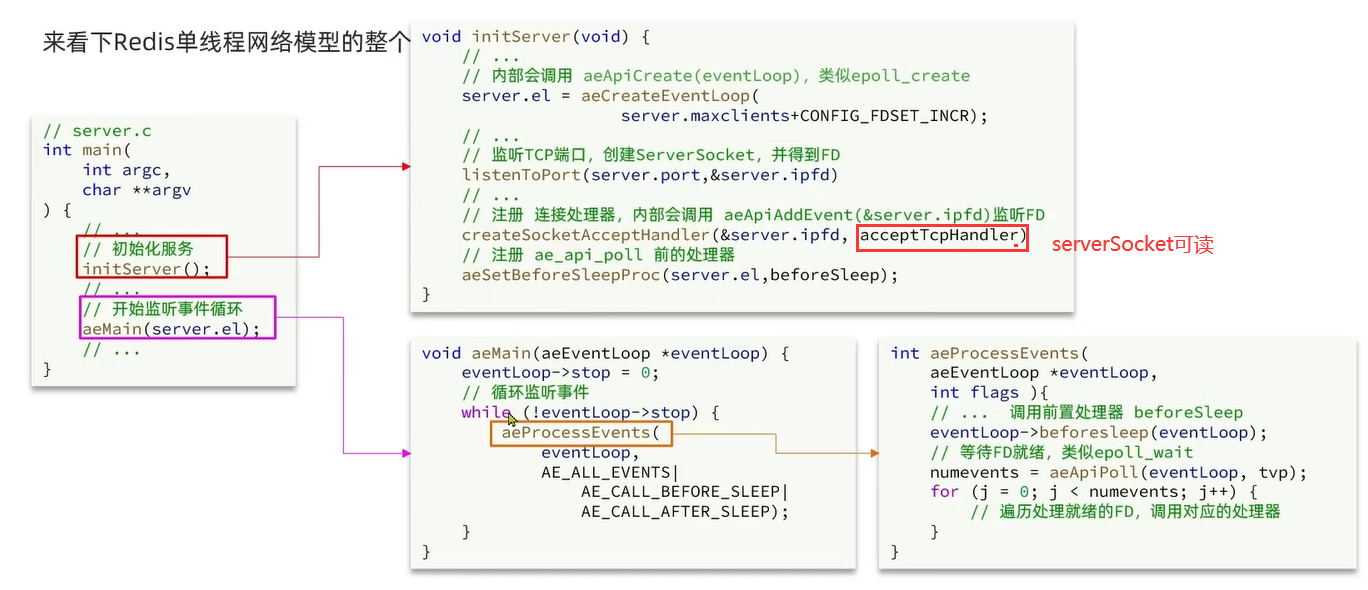 来看下Redis单线程网络模型的整个
// server.c
int main(
    int argc,
    char **argv
) {
    // ...
    // 初始化服务
    initServer();
    // ...
    // 开始监听事件循环
    aeMain(server.el);
    // ...
}
void initServer(void) {
    // ...
    // 内部会调用 aeApiCreate(eventLoop)，类似epoll_create
    server.el = aeCreateEventLoop(
                    server.maxclients+CONFIG_FDSET_INCR);
    // ...
    // 监听TCP端口，创建ServerSocket，并得到FD
    listenToPort(server.port,&server.ipfd)
    // ...
    // 注册 连接处理器，内部会调用 aeApiAddEvent(&server.ipfd)监听FD
    createSocketAcceptHandler(&server.ipfd, acceptTcpHandler)
    // 注册 ae_api_poll 前的处理器
    aeSetBeforeSleepProc(server.el,beforeSleep);
}
serverSocket可读
void aeMain(aeEventLoop *eventLoop) {
    eventLoop->stop = 0;
    // 循环监听事件
    while (!eventLoop->stop) {
        aeProcessEvents(
            eventLoop,
            AE_ALL_EVENTS|
                AE_CALL_BEFORE_SLEEP|
                AE_CALL_AFTER_SLEEP);
    }
}
int aeProcessEvents(
    aeEventLoop *eventLoop,
    int flags ){
    // ... 调用前置处理器 beforeSleep
    eventLoop->beforesleep(eventLoop);
    // 等待FD就绪，类似epoll_wait
    numevents = aeApiPoll(eventLoop, tvp);
    for (j = 0; j < numevents; j++) {
        // 遍历处理就绪的FD，调用对应的处理器
    }
}